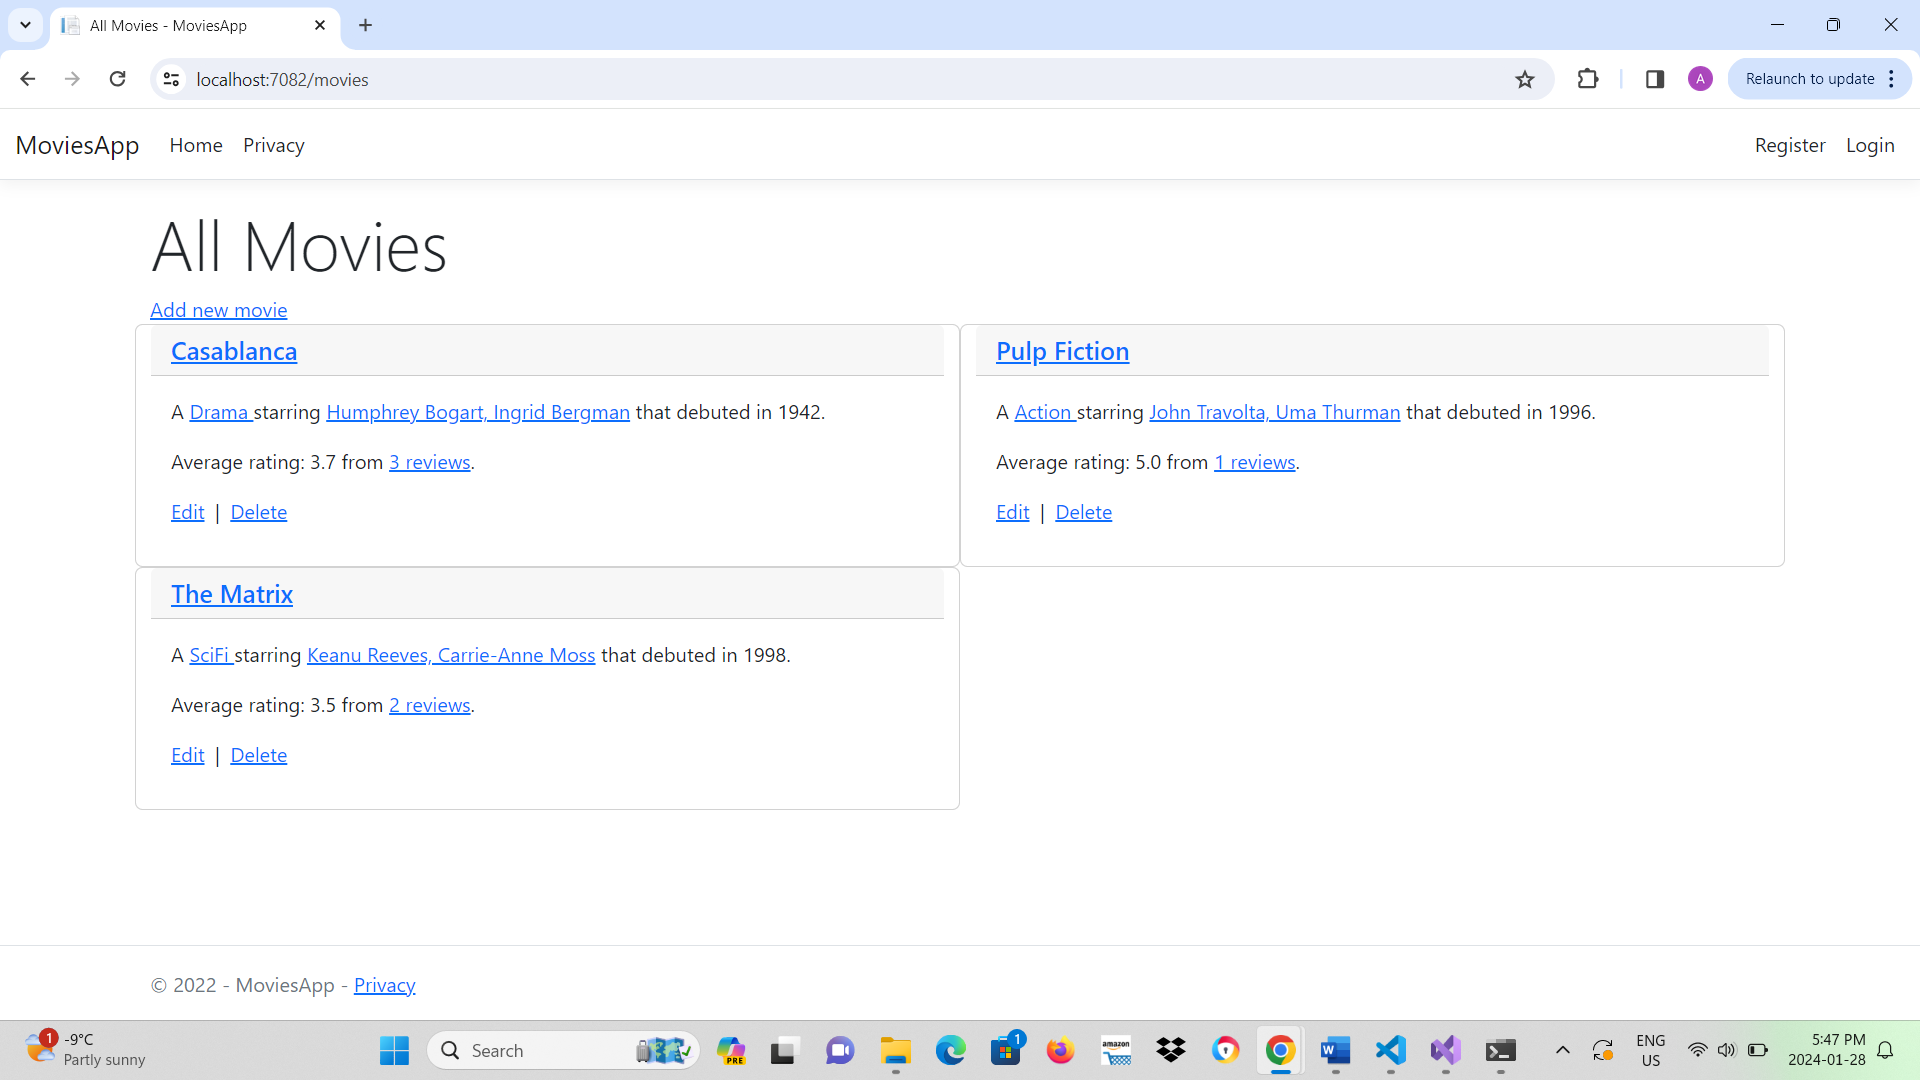 All Movies - MoviesApp
localhost:7082/movies
A
Relaunch to update
MoviesApp Home Privacy Register Login
All Movies
Add new movie
Casablanca
A Drama starring Humphrey Bogart, Ingrid Bergman that debuted in 1942.
Average rating: 3.7 from 3 reviews.
Edit | Delete
Pulp Fiction
A Action starring John Travolta, Uma Thurman that debuted in 1996.
Average rating: 5.0 from 1 reviews.
Edit | Delete
The Matrix
A SciFi starring Keanu Reeves, Carrie-Anne Moss that debuted in 1998.
Average rating: 3.5 from 2 reviews.
Edit | Delete
© 2022 - MoviesApp - Privacy
1
-9°C
Partly sunny
Search
PRE
1
amazon
W
ENG
US
5:47 PM
2024-01-28